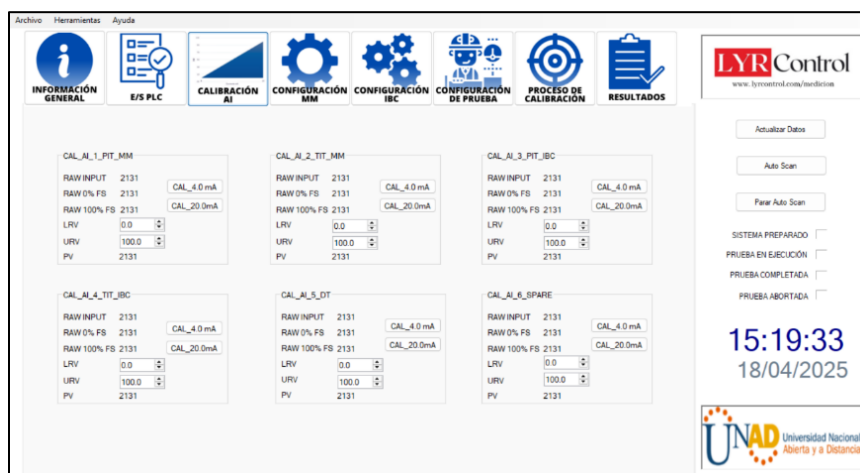 Archivo Herramientas Ayuda
INFORMACIÓN GENERAL
E/S PLC
CALIBRACIÓN AI
CONFIGURACIÓN MM
CONFIGURACIÓN IBC
CONFIGURACIÓN DE PRUEBA
PROCESO DE CALIBRACIÓN
RESULTADOS
LYR Control
www.lyrcontrol.com/medicion
CAL_AI_1_PIT_MM
RAW INPUT 2131
RAW 0% FS 2131 CAL_4.0 mA
RAW 100% FS 2131 CAL_20.0mA
LRV 0.0
URV 100.0
PV 2131
CAL_AI_2_TIT_MM
RAW INPUT 2131
RAW 0% FS 2131 CAL_4.0 mA
RAW 100% FS 2131 CAL_20.0mA
LRV 0.0
URV 100.0
PV 2131
CAL_AI_3_PIT_IBC
RAW INPUT 2131
RAW 0% FS 2131 CAL_4.0 mA
RAW 100% FS 2131 CAL_20.0mA
LRV 0.0
URV 100.0
PV 2131
CAL_AI_4_TIT_IBC
RAW INPUT 2131
RAW 0% FS 2131 CAL_4.0 mA
RAW 100% FS 2131 CAL_20.0mA
LRV 0.0
URV 100.0
PV 2131
CAL_AI_5_DT
RAW INPUT 2131
RAW 0% FS 2131 CAL_4.0 mA
RAW 100% FS 2131 CAL_20.0mA
LRV 0.0
URV 100.0
PV 2131
CAL_AI_6_SPARE
RAW INPUT 2131
RAW 0% FS 2131 CAL_4.0 mA
RAW 100% FS 2131 CAL_20.0mA
LRV 0.0
URV 100.0
PV 2131
Actualizar Datos
Auto Scan
Parar Auto Scan
SISTEMA PREPARADO
PRUEBA EN EJECUCIÓN
PRUEBA COMPLETADA
PRUEBA ABORTADA
15:19:33
18/04/2025
UNAD Universidad Nacional
Abierta y a Distancia